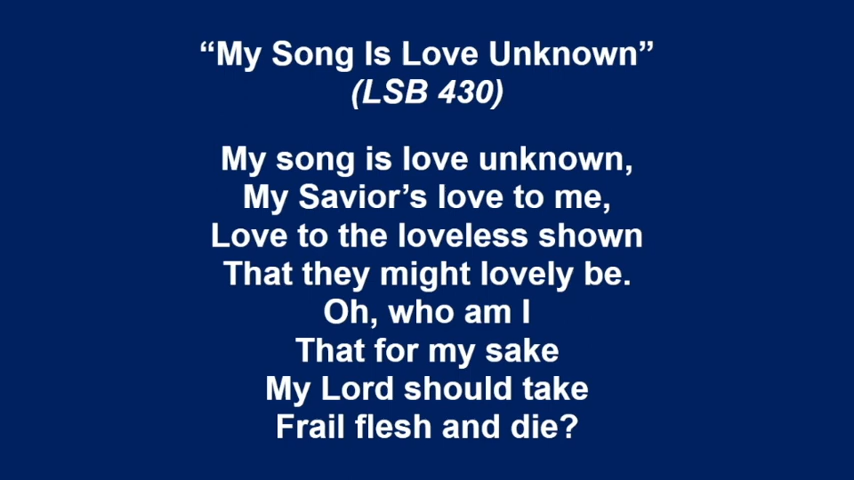 “My Song Is Love Unknown”
(LSB 430)
My song is love unknown,
My Savior’s love to me,
Love to the loveless shown
That they might lovely be.
Oh, who am I
That for my sake
My Lord should take
Frail flesh and die?